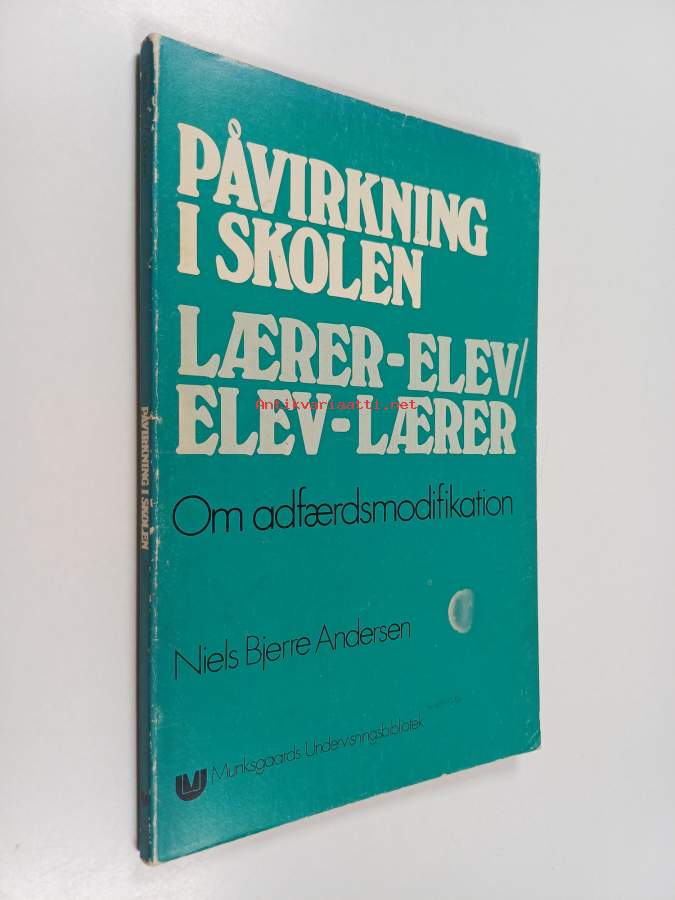 PÅVIRKNING
I SKOLEN
LÆRER-ELEV/
ELEV-LÆRER
Om adfærdsmodifikation
Niels Bjerre Andersen
Munksgaards Undervisningsbibliotek
PÅVIRKNING I SKOLEN
Antikvariaatti.net